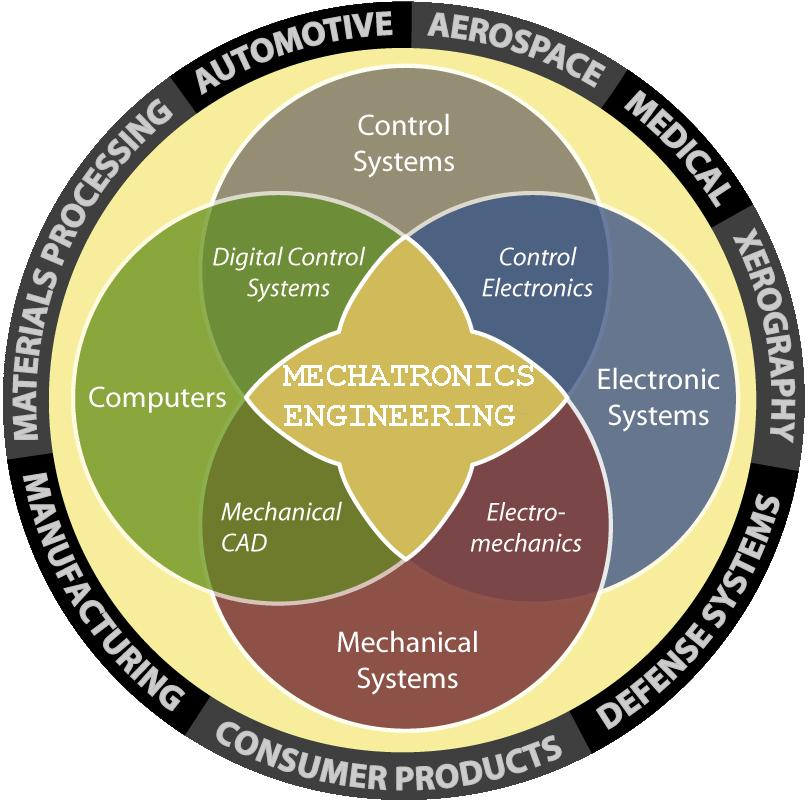 AUTOMOTIVE
AEROSPACE
MEDICAL
XEROGRAPHY
DEFENSE SYSTEMS
CONSUMER PRODUCTS
MANUFACTURING
MATERIALS PROCESSING
Control
Systems
Digital Control
Systems
Control
Electronics
Computers
MECHATRONICS
ENGINEERING
Electronic
Systems
Mechanical
CAD
Electro-
mechanics
Mechanical
Systems